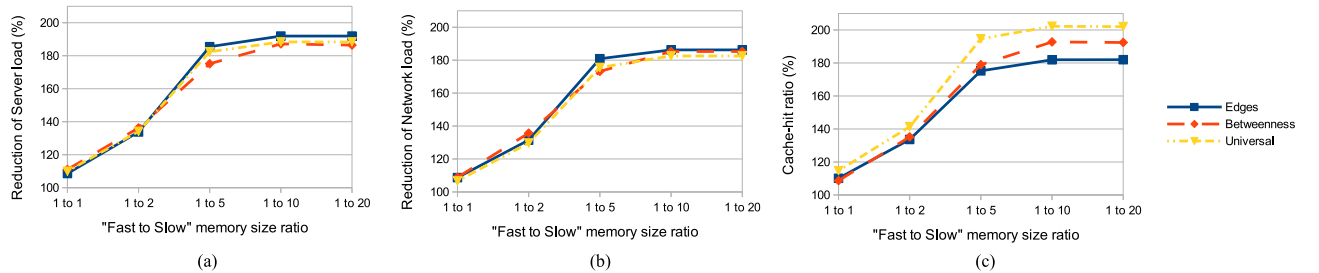 Reduction of Server load (%)
200
180
160
140
120
100
1 to 1
1 to 2
1 to 5
1 to 10
1 to 20
"Fast to Slow" memory size ratio
(a)
Reduction of Network load (%)
200
180
160
140
120
100
1 to 1
1 to 2
1 to 5
1 to 10
1 to 20
"Fast to Slow" memory size ratio
(b)
Cache-hit ratio (%)
200
180
160
140
120
100
1 to 1
1 to 2
1 to 5
1 to 10
1 to 20
"Fast to Slow" memory size ratio
(c)
Edges
Betweenness
Universal